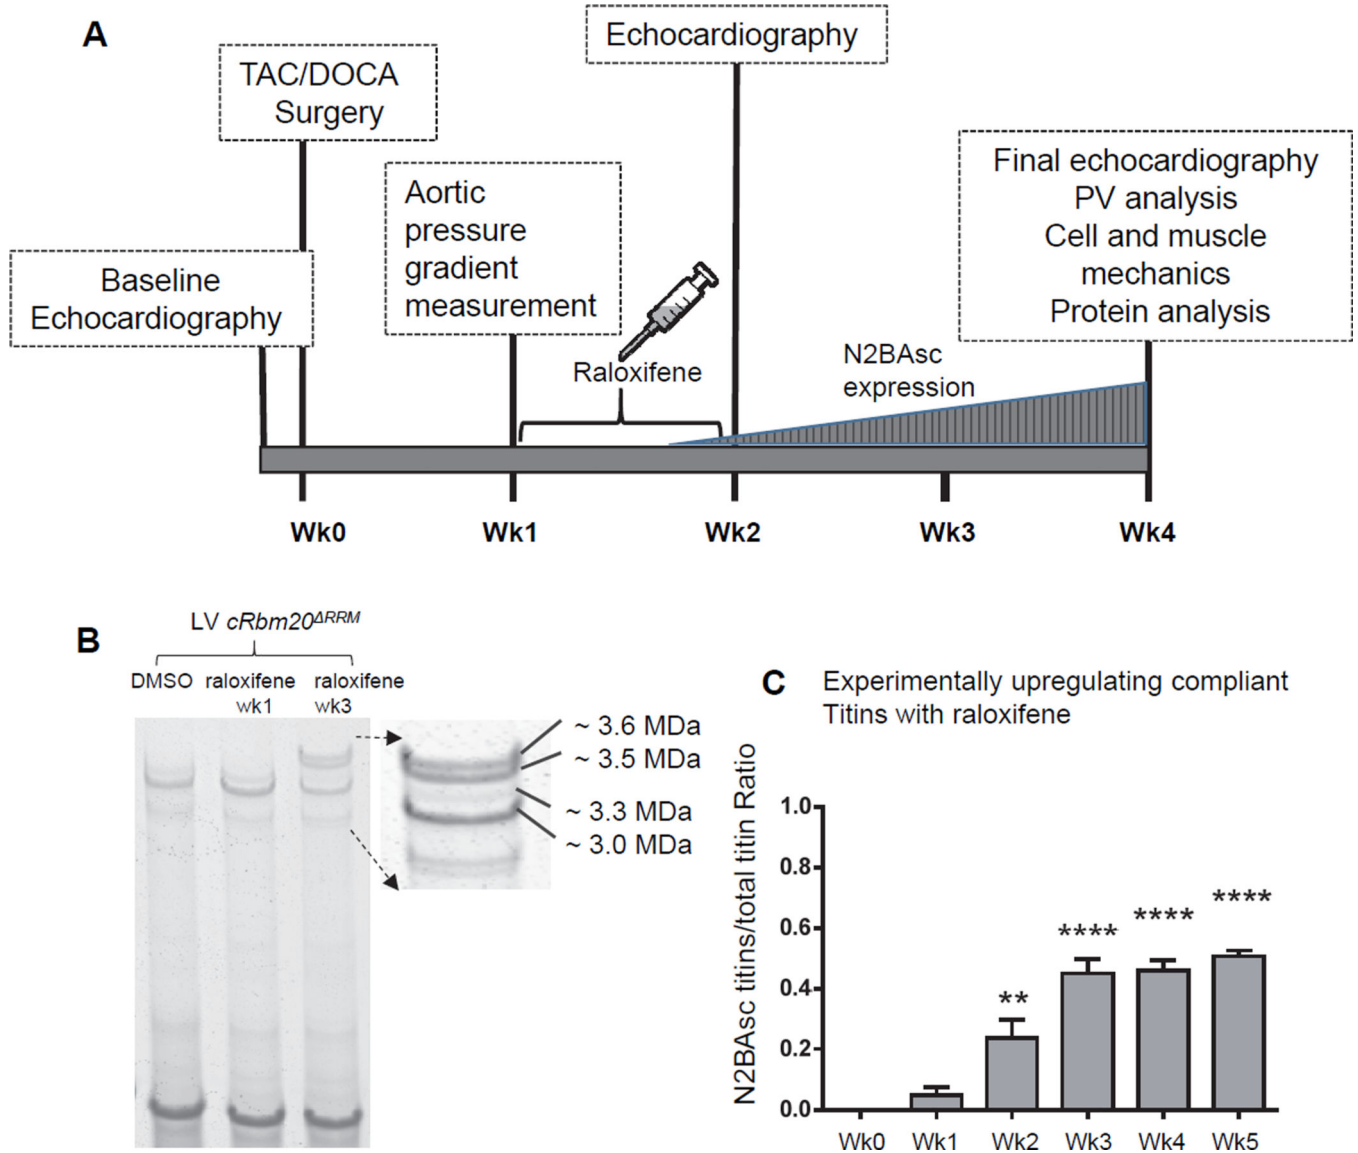 A
TAC/DOCA
Surgery
Echocardiography
Baseline
Echocardiography
Aortic
pressure
gradient
measurement
Raloxifene
N2BAsc
expression
Final echocardiography
PV analysis
Cell and muscle
mechanics
Protein analysis
Wk0 Wk1 Wk2 Wk3 Wk4
B
LV cRbm20ΔRRM
DMSO raloxifene raloxifene
wk1 wk3
~ 3.6 MDa
~ 3.5 MDa
~ 3.3 MDa
~ 3.0 MDa
C Experimentally upregulating compliant
Titins with raloxifene
N2BAsc titins/total titin Ratio
1.0
0.8
0.6
0.4
0.2
0.0
**
****
****
****
Wk0 Wk1 Wk2 Wk3 Wk4 Wk5